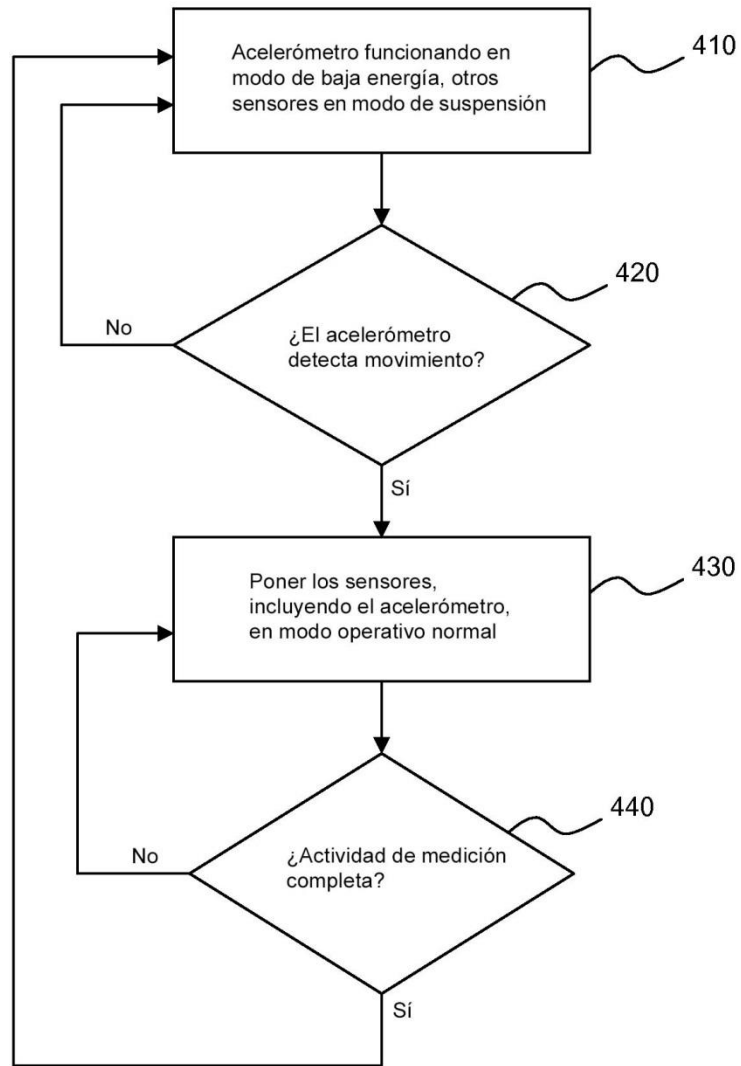 Acelerómetro funcionando en
modo de baja energía, otros
sensores en modo de suspensión
410
420
¿El acelerómetro
detecta movimiento?
No
Sí
Poner los sensores,
incluyendo el acelerómetro,
en modo operativo normal
430
440
¿Actividad de medición
completa?
No
Sí